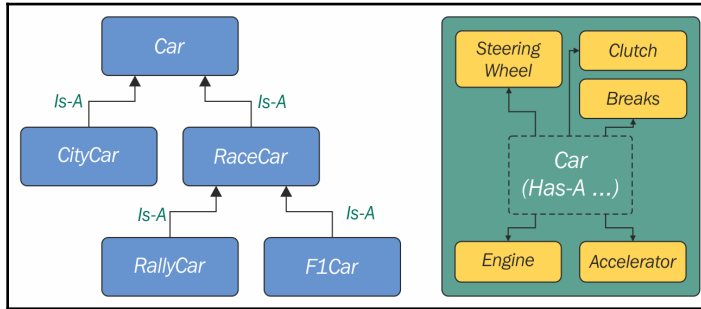 Car
Is-A
Is-A
CityCar
RaceCar
Is-A
Is-A
RallyCar
F1Car
Steering
Wheel
Clutch
Breaks
Car
(Has-A ...)
Engine
Accelerator